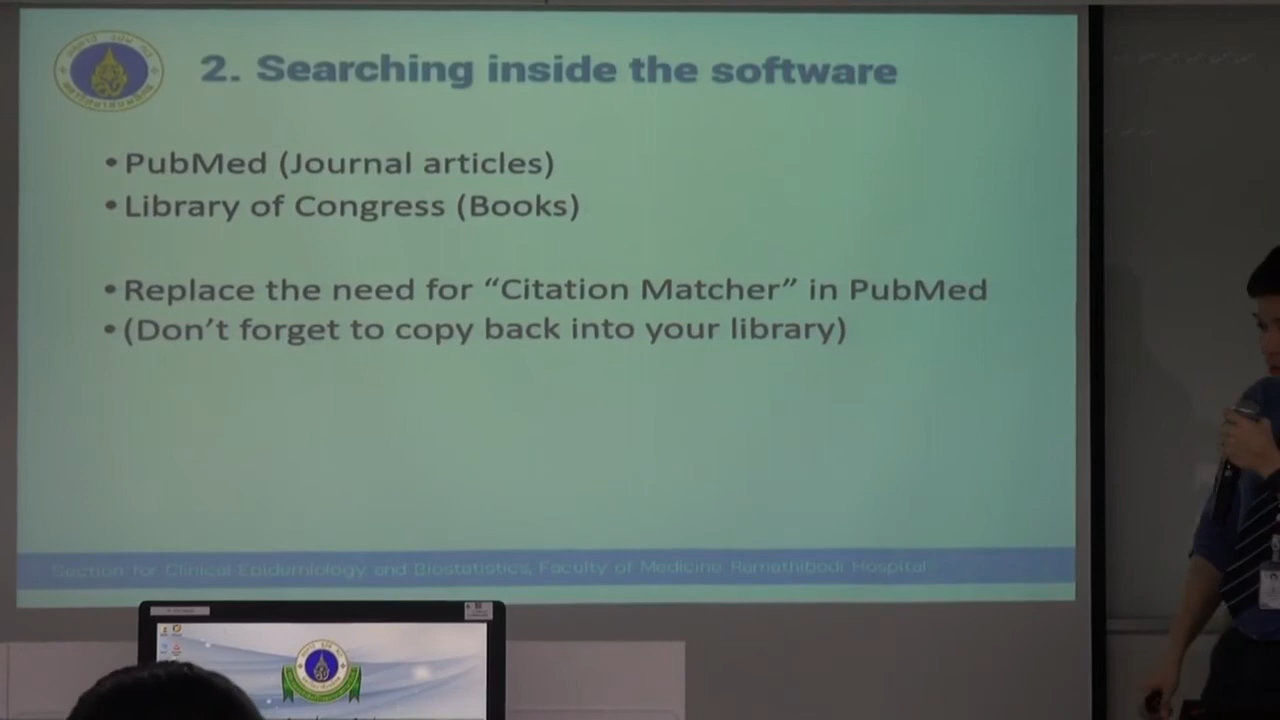 2. Searching inside the software
• PubMed (Journal articles)
• Library of Congress (Books)
• Replace the need for “Citation Matcher” in PubMed
• (Don’t forget to copy back into your library)
Section for Clinical Epidemiology and Biostatistics, Faculty of Medicine Ramathibodi Hospital